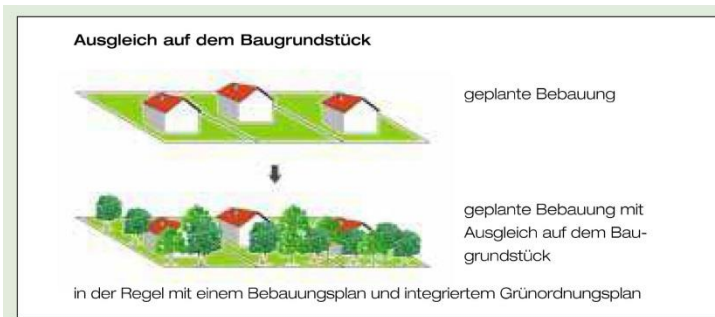 Ausgleich auf dem Baugrundstück
geplante Bebauung
geplante Bebauung mit
Ausgleich auf dem Bau-
grundstück
in der Regel mit einem Bebauungsplan und integriertem Grünordnungsplan